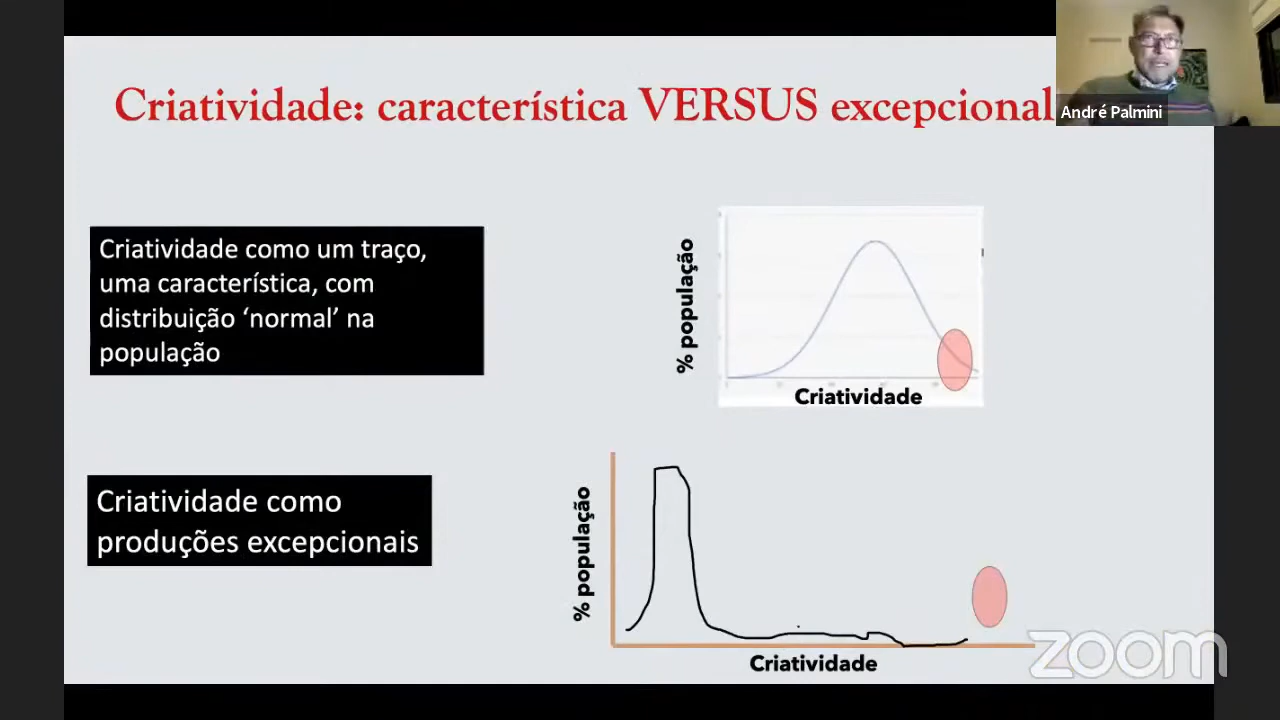 Criatividade: característica VERSUS excepcional
André Palmini
Criatividade como um traço,
uma característica, com
distribuição ‘normal’ na
população
% população
Criatividade
Criatividade como
produções excepcionais
% população
Criatividade
zoom